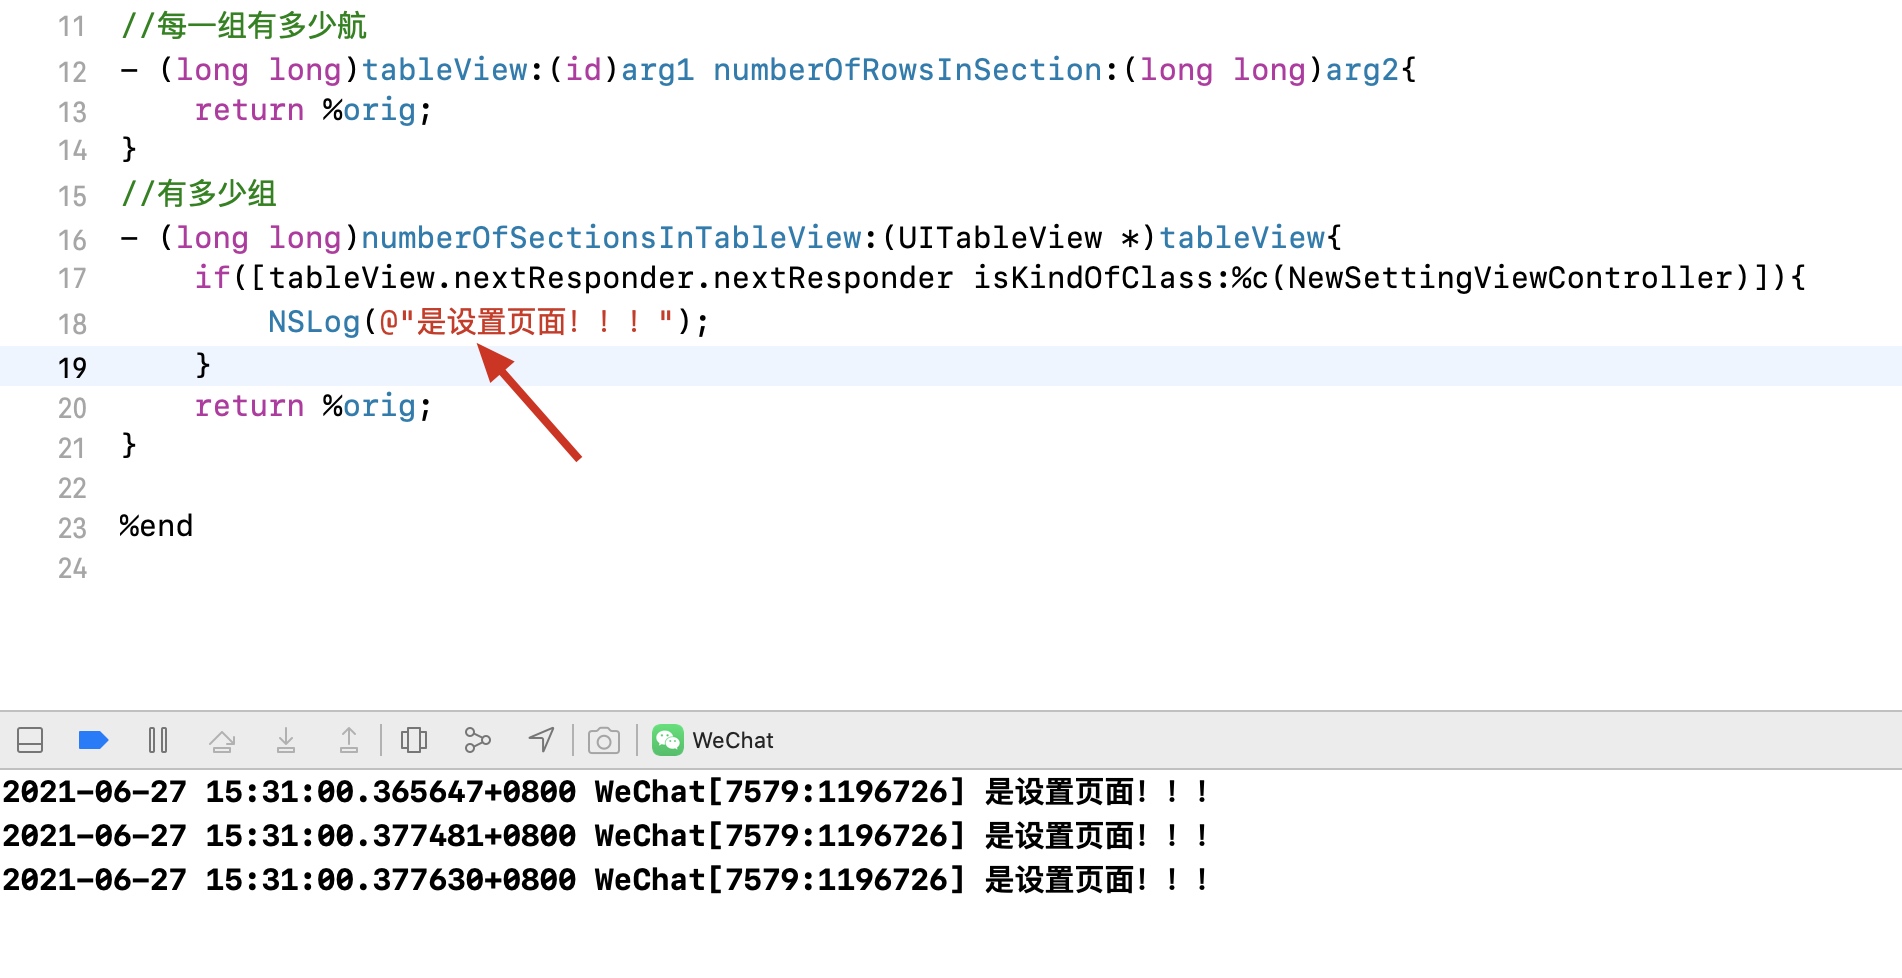 11 //每一组有多少航
12 - (long long)tableView:(id)arg1 numberOfRowsInSection:(long long)arg2{
13     return %orig;
14 }
15 //有多少组
16 - (long long)numberOfSectionsInTableView:(UITableView *)tableView{
17     if([tableView.nextResponder.nextResponder isKindOfClass:%c(NewSettingViewController)]){
18         NSLog(@"是设置页面！！！");
19     }
20     return %orig;
21 }
22
23 %end
24
WeChat
2021-06-27 15:31:00.365647+0800 WeChat[7579:1196726] 是设置页面！！！
2021-06-27 15:31:00.377481+0800 WeChat[7579:1196726] 是设置页面！！！
2021-06-27 15:31:00.377630+0800 WeChat[7579:1196726] 是设置页面！！！